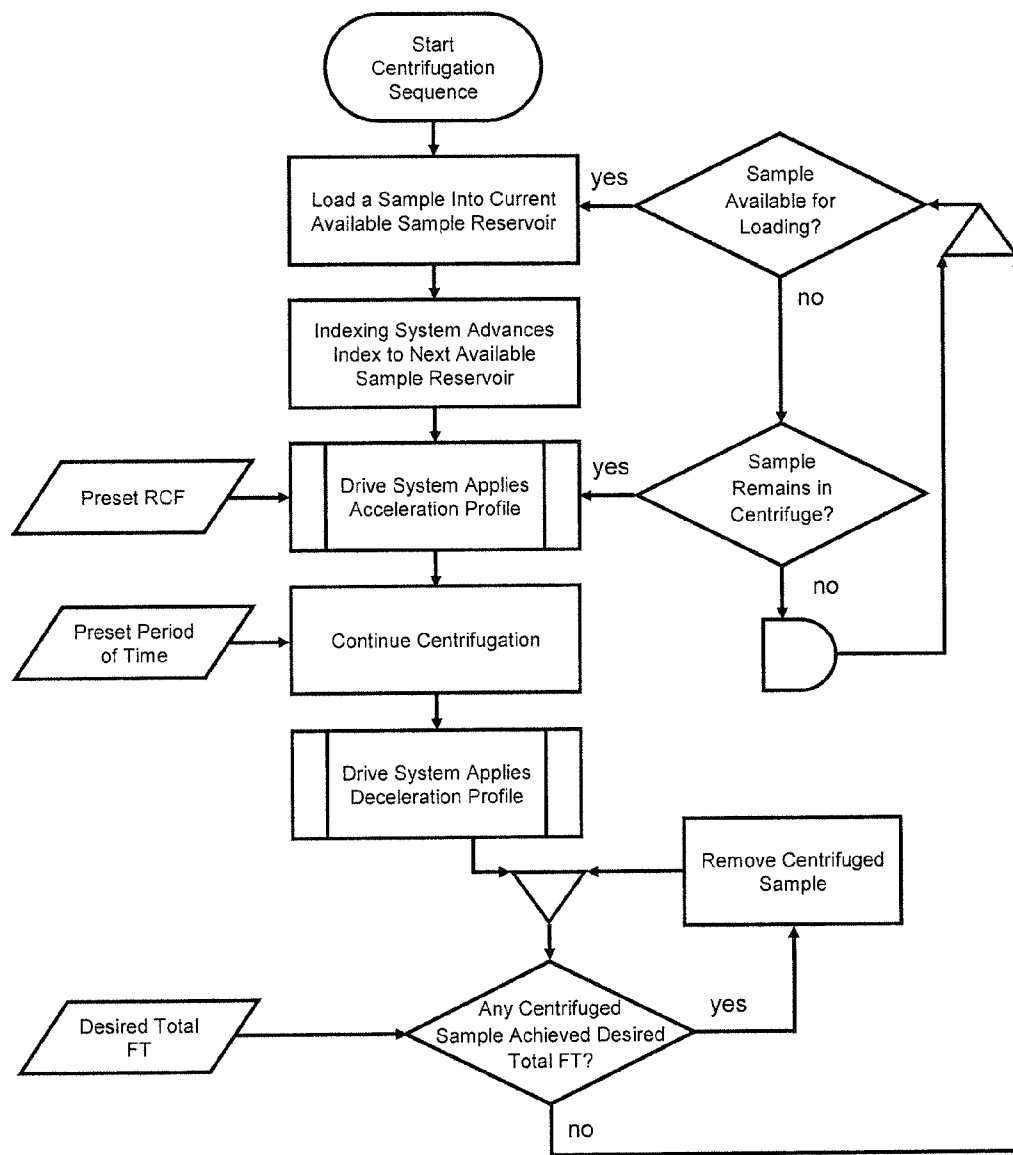 Start
Centrifugation
Sequence
Load a Sample Into Current
Available Sample Reservoir
yes
Sample
Available for
Loading?
no
Indexing System Advances
Index to Next Available
Sample Reservoir
Preset RCF
Drive System Applies
Acceleration Profile
yes
Sample
Remains in
Centrifuge?
no
Preset Period
of Time
Continue Centrifugation
Drive System Applies
Deceleration Profile
Remove Centrifuged
Sample
Desired Total
FT
Any Centrifuged
Sample Achieved Desired
Total FT?
yes
no